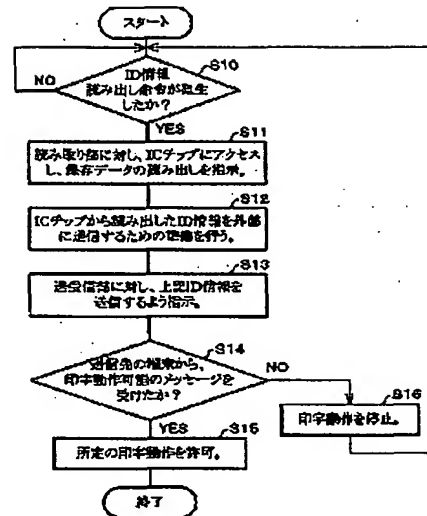 スタート
S10
ID情報
読み出し命令が発生
したか？
NO
YES
S11
読み取り部に対し、ICチップにアクセス
し、保存データの読み出しを指示。
S12
ICチップから読み出したID情報を外部
に送信するための準備を行う。
S13
送受信部に対し、上記ID情報を
送信するよう指示。
S14
送信先の端末から、
印字動作可能のメッセージを
受けたか？
NO
YES
S15
所定の印字動作を許可。
S16
印字動作を停止。
終了